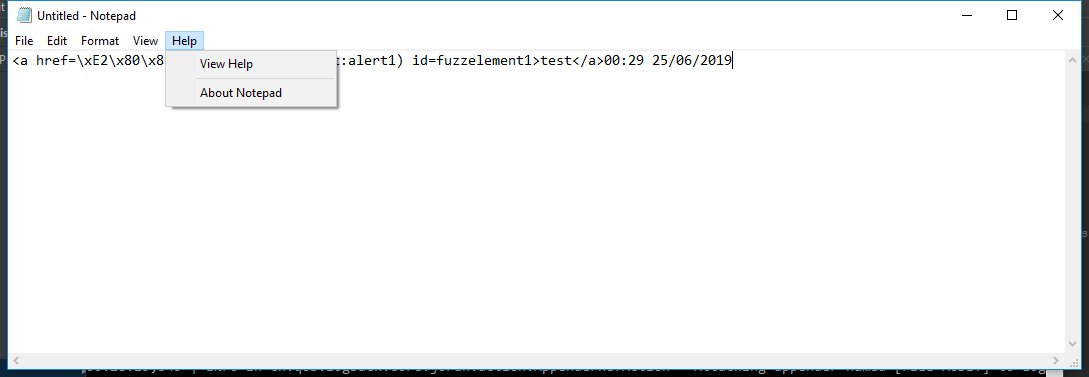 Untitled - Notepad
File Edit Format View Help
<a href=\xE2\x80\x8 :alert1) id=fuzzelement1>test</a>00:29 25/06/2019
View Help
About Notepad